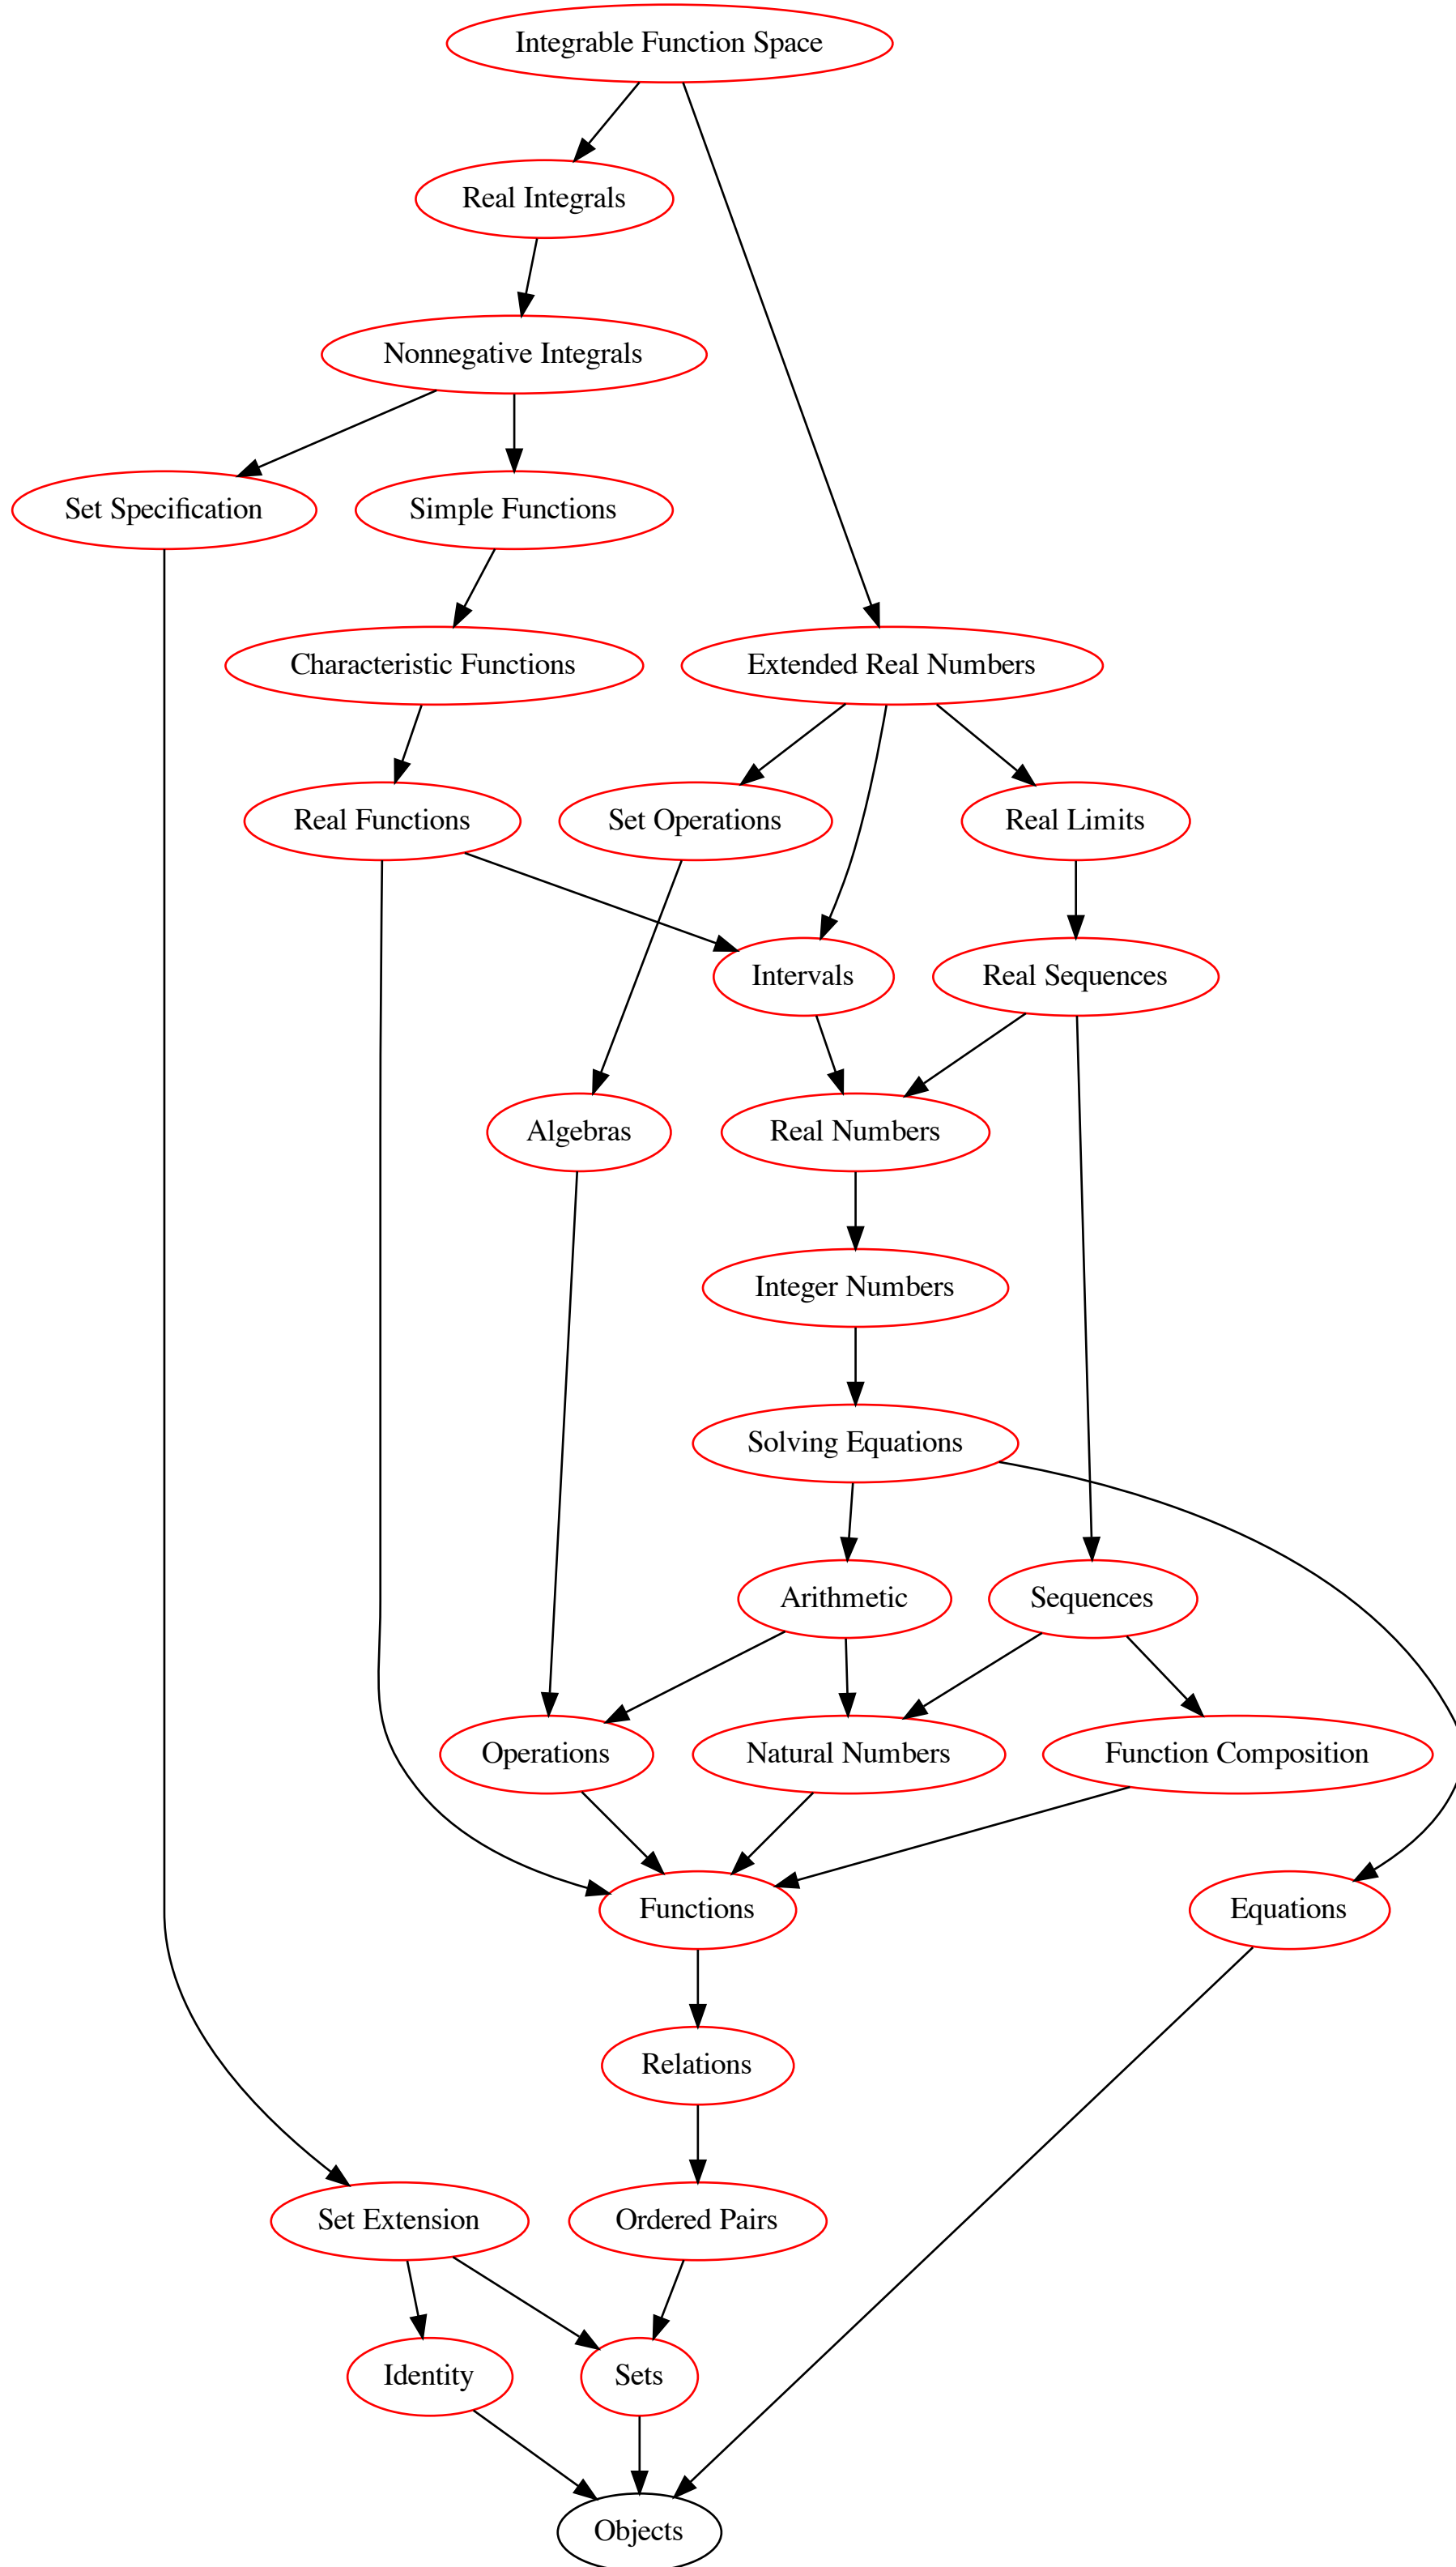 Integrable Function Space
Real Integrals
Nonnegative Integrals
Set Specification
Simple Functions
Characteristic Functions
Extended Real Numbers
Real Functions
Set Operations
Real Limits
Intervals
Real Sequences
Algebras
Real Numbers
Integer Numbers
Solving Equations
Arithmetic
Sequences
Operations
Natural Numbers
Function Composition
Functions
Equations
Relations
Set Extension
Ordered Pairs
Identity
Sets
Objects